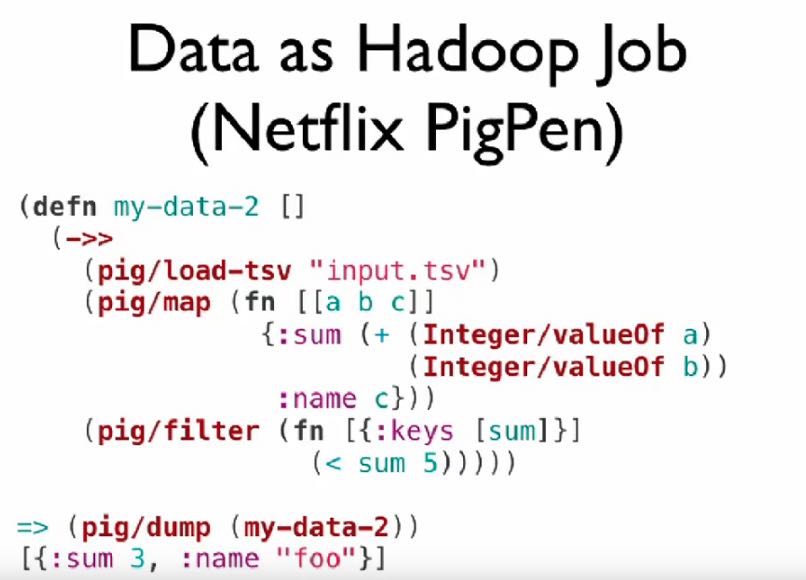 Data as Hadoop Job
(Netflix PigPen)
(defn my-data-2 []
  (->>
    (pig/load-tsv "input.tsv")
    (pig/map (fn [[a b c]]
               {:sum (+ (Integer/valueOf a)
                        (Integer/valueOf b))
                :name c}))
    (pig/filter (fn [{:keys [sum]}]
                  (< sum 5)))))
=> (pig/dump (my-data-2))
[{:sum 3, :name "foo"}]